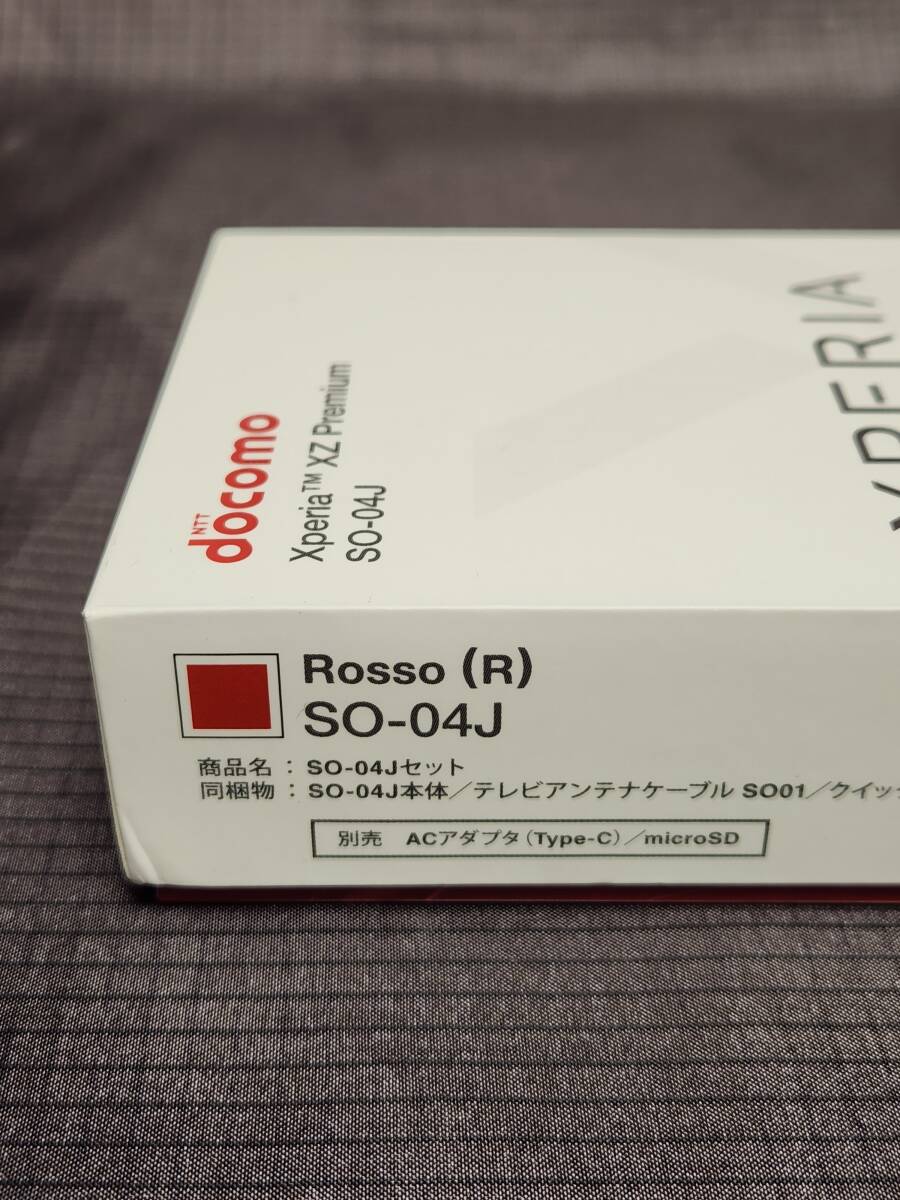 NTT
docomo
Xperia™ XZ Premium
SO-04J
XPERIA
Rosso (R)
SO-04J
商品名 : SO-04Jセット
同梱物 : SO-04J本体／テレビアンテナケーブル SO01／クイック
別売 ACアダプタ(Type-C)／microSD